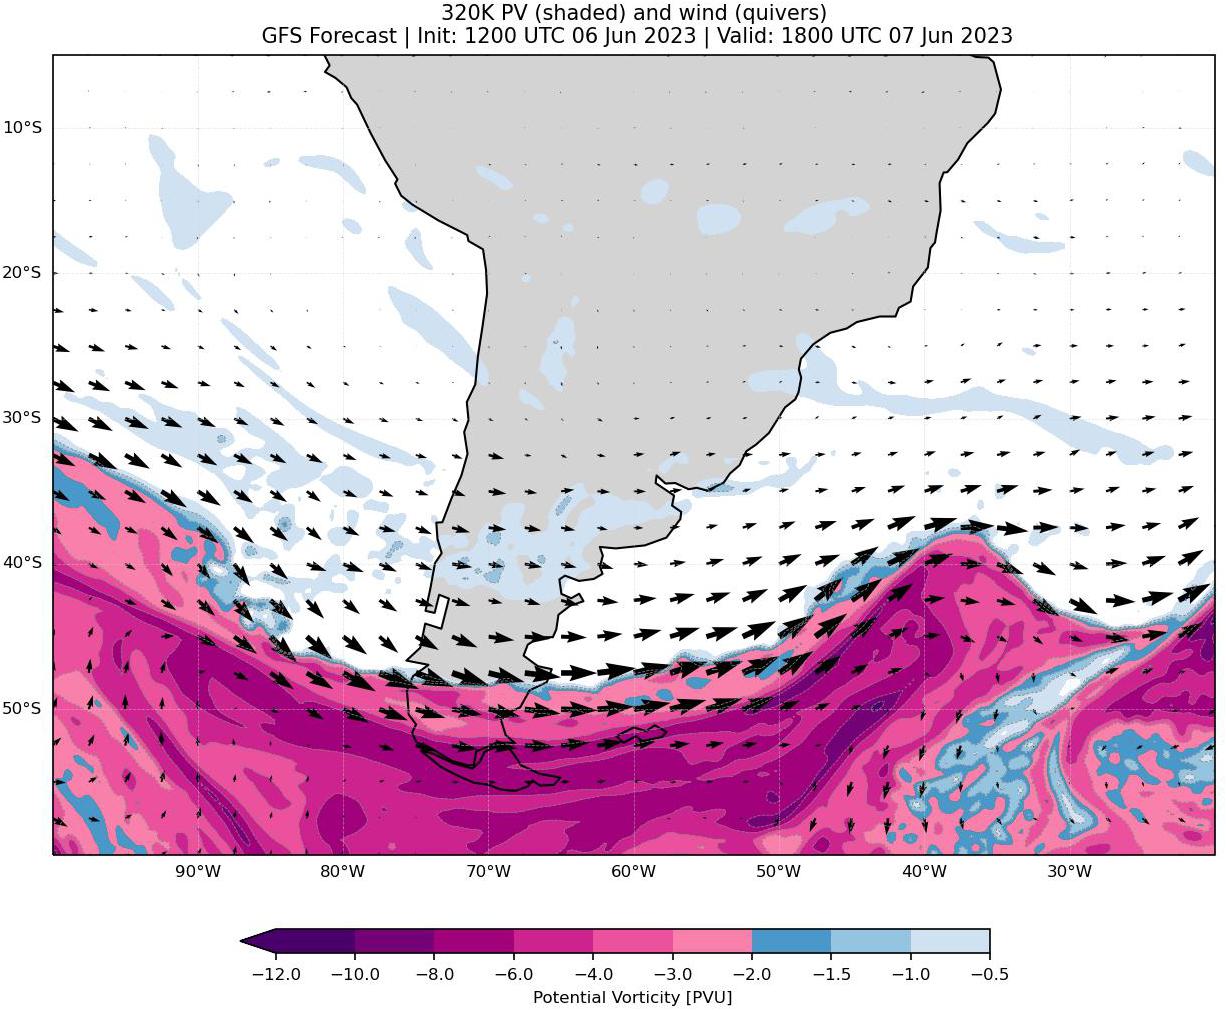 320K PV (shaded) and wind (quivers)
GFS Forecast | Init: 1200 UTC 06 Jun 2023 | Valid: 1800 UTC 07 Jun 2023
10°S
20°S
30°S
40°S
50°S
90°W 80°W 70°W 60°W 50°W 40°W 30°W
−12.0 −10.0 −8.0 −6.0 −4.0 −3.0 −2.0 −1.5 −1.0 −0.5
Potential Vorticity [PVU]